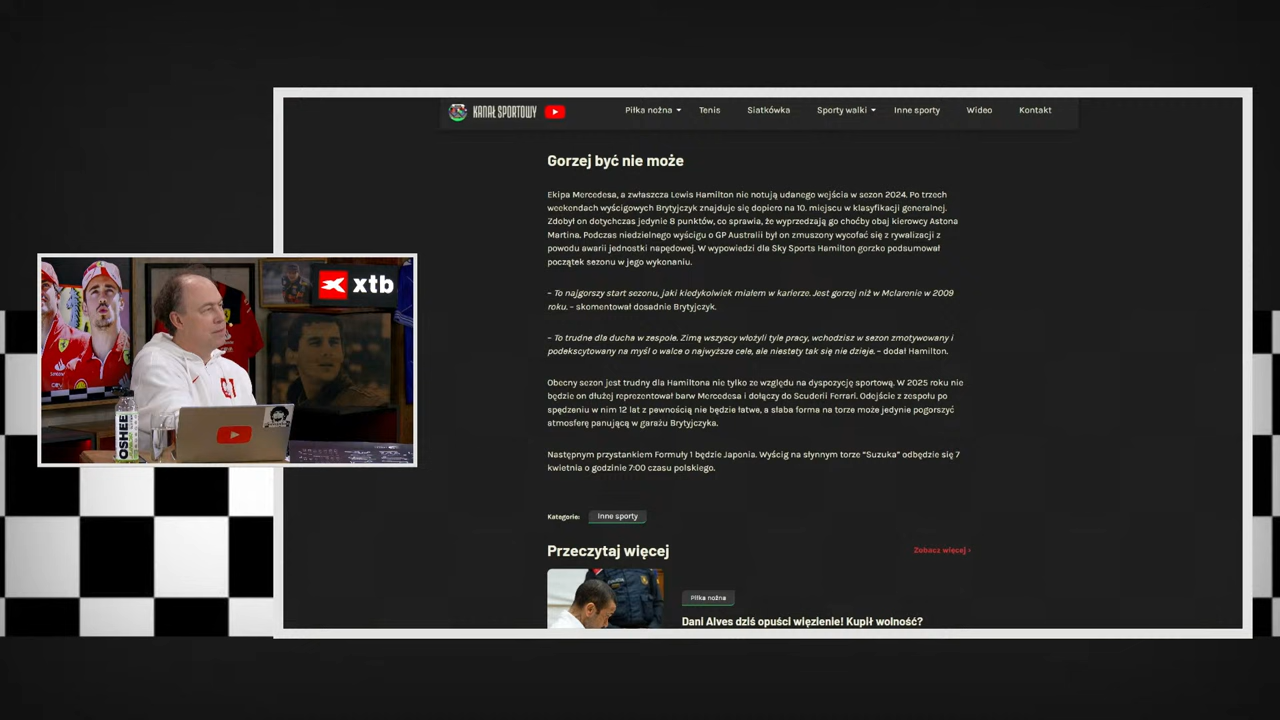 KANAŁ SPORTOWY
Piłka nożna
Tenis
Siatkówka
Sporty walki
Inne sporty
Wideo
Kontakt
Gorzej być nie może
Ekipa Mercedesa, a zwłaszcza Lewis Hamilton nie notują udanego wejścia w sezon 2024. Po trzech
weekendach wyścigowych Brytyjczyk znajduje się dopiero na 10. miejscu w klasyfikacji generalnej.
Zdobył on dotychczas jedynie 8 punktów, co sprawia, że wyprzedzają go choćby obaj kierowcy Astona
Martina. Podczas niedzielnego wyścigu o GP Australii był on zmuszony wycofać się z rywalizacji z
powodu awarii jednostki napędowej. W wypowiedzi dla Sky Sports Hamilton gorzko podsumował
początek sezonu w jego wykonaniu.
– To najgorszy start sezonu, jaki kiedykolwiek miałem w karierze. Jest gorzej niż w Mclarenie w 2009
roku. – skomentował dosadnie Brytyjczyk.
– To trudne dla ducha w zespole. Zimą wszyscy włożyli tyle pracy, wchodzisz w sezon zmotywowany i
podekscytowany na myśl o walce o najwyższe cele, ale niestety tak się nie dzieje. – dodał Hamilton.
Obecny sezon jest trudny dla Hamiltona nie tylko ze względu na dyspozycję sportową. W 2025 roku nie
będzie on dłużej reprezentował barw Mercedesa i dołączy do Scuderii Ferrari. Odejście z zespołu po
spędzeniu w nim 12 lat z pewnością nie będzie łatwe, a słaba forma na torze może jedynie pogorszyć
atmosferę panującą w garażu Brytyjczyka.
Następnym przystankiem Formuły 1 będzie Japonia. Wyścig na słynnym torze "Suzuka" odbędzie się 7
kwietnia o godzinie 7:00 czasu polskiego.
Kategorie:
Inne sporty
Przeczytaj więcej
Zobacz więcej ›
Piłka nożna
Dani Alves dziś opuści więzienie! Kupił wolność?
xtb
OSHEE